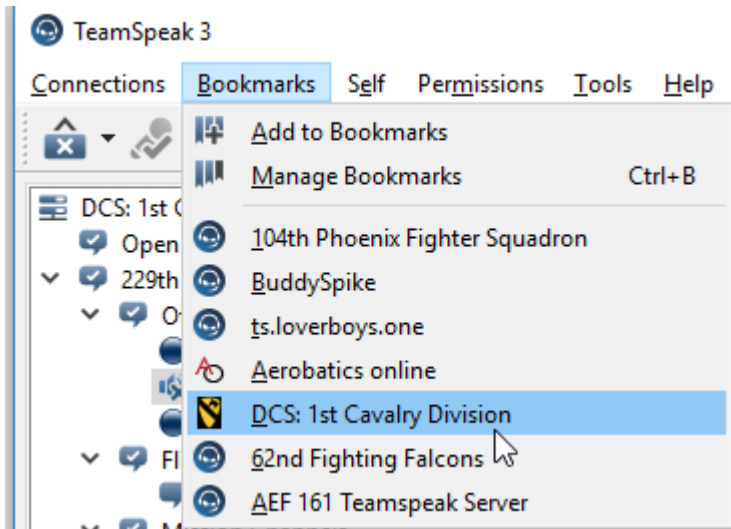 TeamSpeak 3
Connections Bookmarks Self Permissions Tools Help
Add to Bookmarks
Manage Bookmarks Ctrl+B
DCS: 1st
Open
229th
104th Phoenix Fighter Squadron
BuddySpike
ts.loverboys.one
Aerobatics online
DCS: 1st Cavalry Division
62nd Fighting Falcons
AEF 161 Teamspeak Server